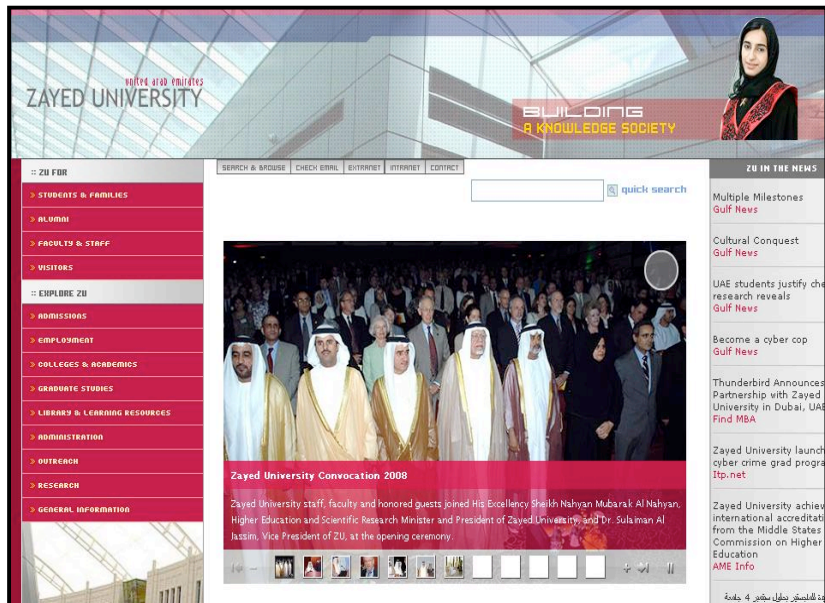 united arab emirates
ZAYED UNIVERSITY
BUILDING
A KNOWLEDGE SOCIETY
:: ZU FOR
> STUDENTS & FAMILIES
> ALUMNI
> FACULTY & STAFF
> VISITORS
:: EXPLORE ZU
> ADMISSIONS
> EMPLOYMENT
> COLLEGES & ACADEMICS
> GRADUATE STUDIES
> LIBRARY & LEARNING RESOURCES
> ADMINISTRATION
> OUTREACH
> RESEARCH
> GENERAL INFORMATION
SEARCH & BROWSE CHECK EMAIL EXTRANET INTRANET CONTACT
quick search
Zayed University Convocation 2008
Zayed University staff, faculty and honored guests joined His Excellency Sheikh Nahyan Mubarak Al Nahyan,
Higher Education and Scientific Research Minister and President of Zayed University, and Dr. Sulaiman Al
Jassim, Vice President of ZU, at the opening ceremony.
ZU IN THE NEWS
Multiple Milestones
Gulf News
Cultural Conquest
Gulf News
UAE students justify che
research reveals
Gulf News
Become a cyber cop
Gulf News
Thunderbird Announces
Partnership with Zayed
University in Dubai, UAE
Find MBA
Zayed University launch
cyber crime grad progra
Itp.net
Zayed University achiev
international accreditati
from the Middle States
Commission on Higher
Education
AME Info